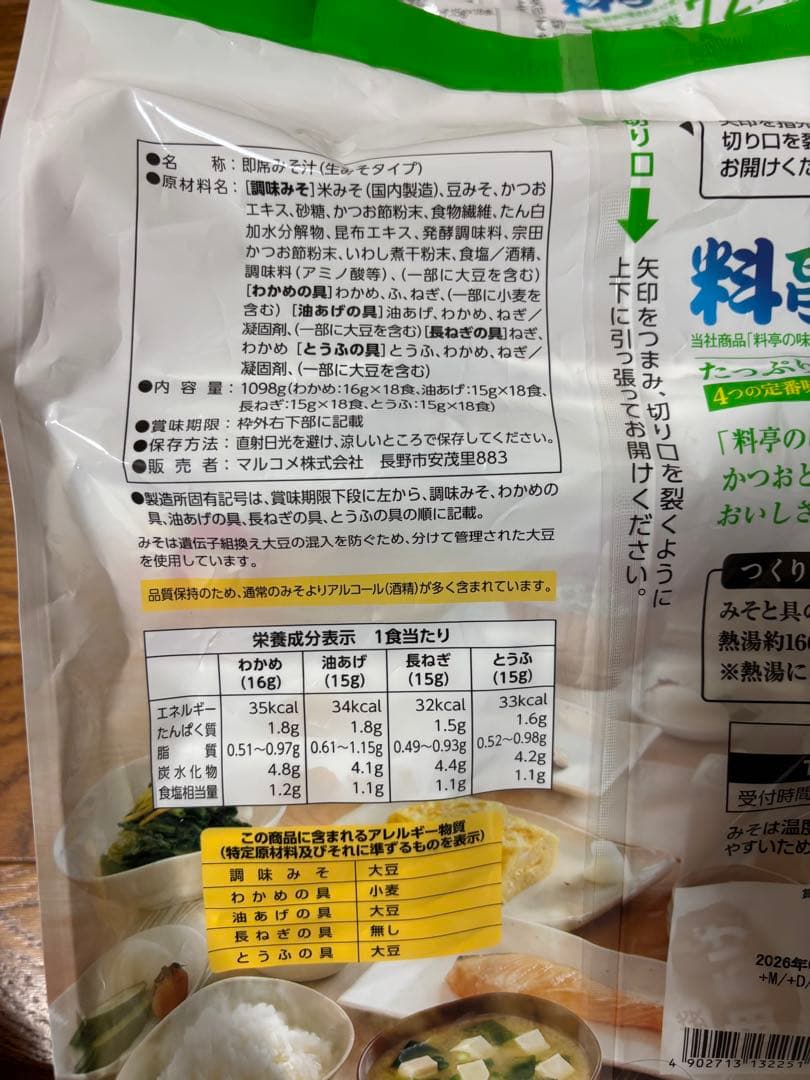 ●名　　称：即席みそ汁（生みそタイプ）
●原材料名：[調味みそ]米みそ（国内製造）、豆みそ、かつお
エキス、砂糖、かつお節粉末、食物繊維、たん白
加水分解物、昆布エキス、発酵調味料、宗田
かつお節粉末、いわし煮干粉末、食塩／酒精、
調味料（アミノ酸等）、（一部に大豆を含む）
[わかめの具]わかめ、ふ、ねぎ、（一部に小麦を
含む） [油あげの具]油あげ、わかめ、ねぎ／
凝固剤、（一部に大豆を含む）[長ねぎの具]ねぎ、
わかめ [とうふの具]とうふ、わかめ、ねぎ／
凝固剤、（一部に大豆を含む）
●内 容 量：1098g（わかめ：16g×18食、油あげ：15g×18食、
長ねぎ：15g×18食、とうふ：15g×18食）
●賞味期限：枠外右下部に記載
●保存方法：直射日光を避け、涼しいところで保存してください。
●販 売 者：マルコメ株式会社　長野市安茂里883
●製造所固有記号は、賞味期限下段に左から、調味みそ、わかめの
具、油あげの具、長ねぎの具、とうふの具の順に記載。
みそは遺伝子組換え大豆の混入を防ぐため、分けて管理された大豆
を使用しています。
品質保持のため、通常のみそよりアルコール（酒精）が多く含まれています。
栄養成分表示　1食当たり
わかめ（16g） 油あげ（15g） 長ねぎ（15g） とうふ（15g）
エネルギー 35kcal 34kcal 32kcal 33kcal
たんぱく質 1.8g 1.8g 1.5g 1.6g
脂　　質 0.51〜0.97g 0.61〜1.15g 0.49〜0.93g 0.52〜0.98g
炭水化物 4.8g 4.1g 4.4g 4.2g
食塩相当量 1.2g 1.1g 1.1g 1.1g
この商品に含まれるアレルギー物質
（特定原材料及びそれに準ずるものを表示）
調味みそ 大豆
わかめの具 小麦
油あげの具 大豆
長ねぎの具 無し
とうふの具 大豆
切り口
矢印をつまみ、切り口を裂くように
上下に引っ張ってお開けください。
切り口を裂
お開けくだ
料亭
当社商品「料亭の味
たっぷり
4つの定番
「料亭の
かつおと
おいしさ
つくり
みそと具の
熱湯約16
※熱湯に
受付時間
みそは温度
やすいため
2026年
+M/+D/
4 902713 13225